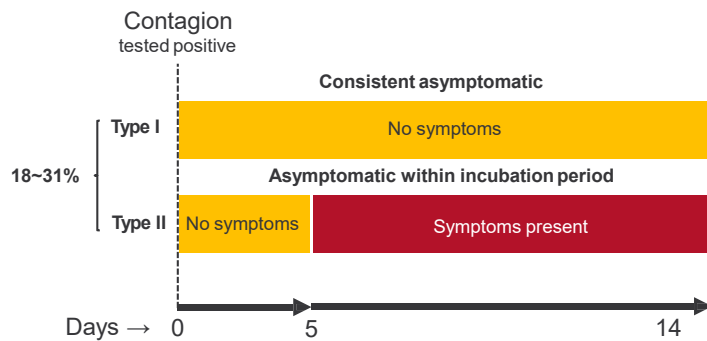 Contagion
tested positive
Consistent asymptomatic
Type I
No symptoms
18~31%
Asymptomatic within incubation period
Type II
No symptoms
Symptoms present
Days → 0 5 14